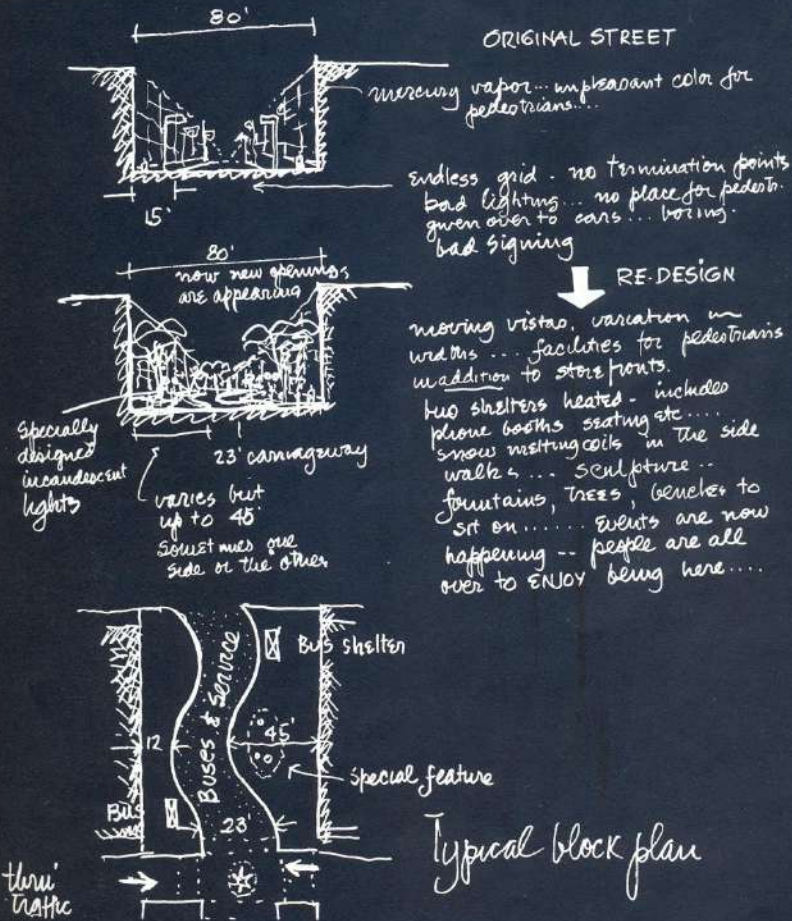 80'
ORIGINAL STREET
mercury vapor... unpleasant color for
pedestrians....
endless grid - no termination points
bad lighting... no place for pedestr.
given over to cars... boring.
bad signing
15'
80'
now new openings
are appearing
RE-DESIGN
moving vistas, variation in
widths .... facilities for pedestrians
in addition to storefronts.
bus shelters heated - includes
phone booths seating etc ....
snow melting coils in the side
walks .... sculpture ..
fountains, trees, benches to
sit on ...... Events are now
happening -- people are all
over to ENJOY being here ....
Specially
designed
incandescent
lights
23' carriageway
varies but
up to 45'
Sometimes one
side or the other
Buses & Service
Bus shelter
12
45'
special feature
Bus
23'
Typical block plan
thru'
Traffic